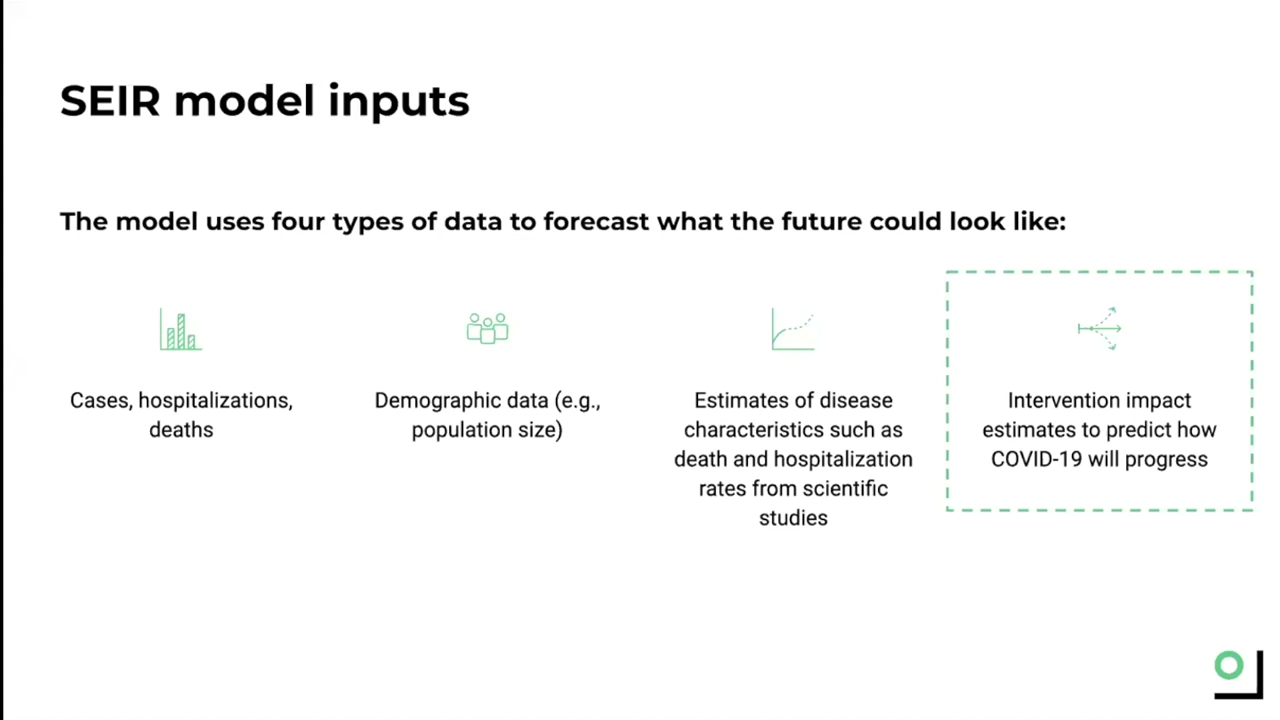 SEIR model inputs
The model uses four types of data to forecast what the future could look like:
Cases, hospitalizations,
deaths
Demographic data (e.g.,
population size)
Estimates of disease
characteristics such as
death and hospitalization
rates from scientific
studies
Intervention impact
estimates to predict how
COVID-19 will progress